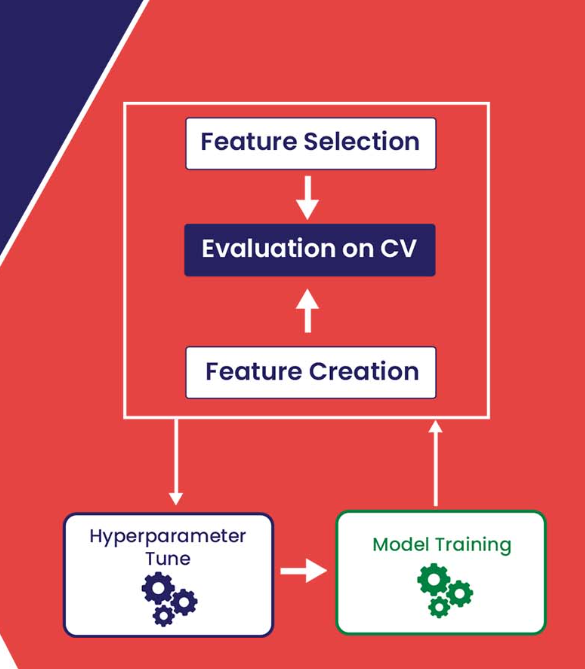 Feature Selection
Evaluation on CV
Feature Creation
Hyperparameter
Tune
Model Training